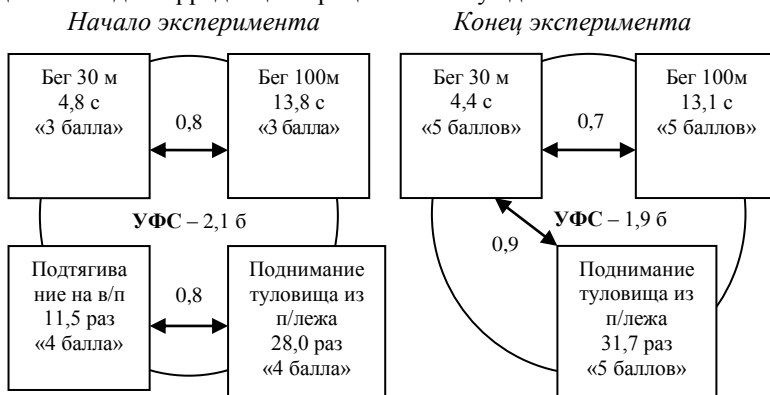 Начало эксперимента
Конец эксперимента
Бег 30 м
4,8 с
«3 балла»
0,8
Бег 100м
13,8 с
«3 балла»
Бег 30 м
4,4 с
«5 баллов»
0,7
Бег 100м
13,1 с
«5 баллов»
УФС – 2,1 б
УФС – 1,9 б
0,9
Подтягива
ние на в/п
11,5 раз
«4 балла»
0,8
Поднимание
туловища из
п/лежа
28,0 раз
«4 балла»
Поднимание
туловища из
п/лежа
31,7 раз
«5 баллов»